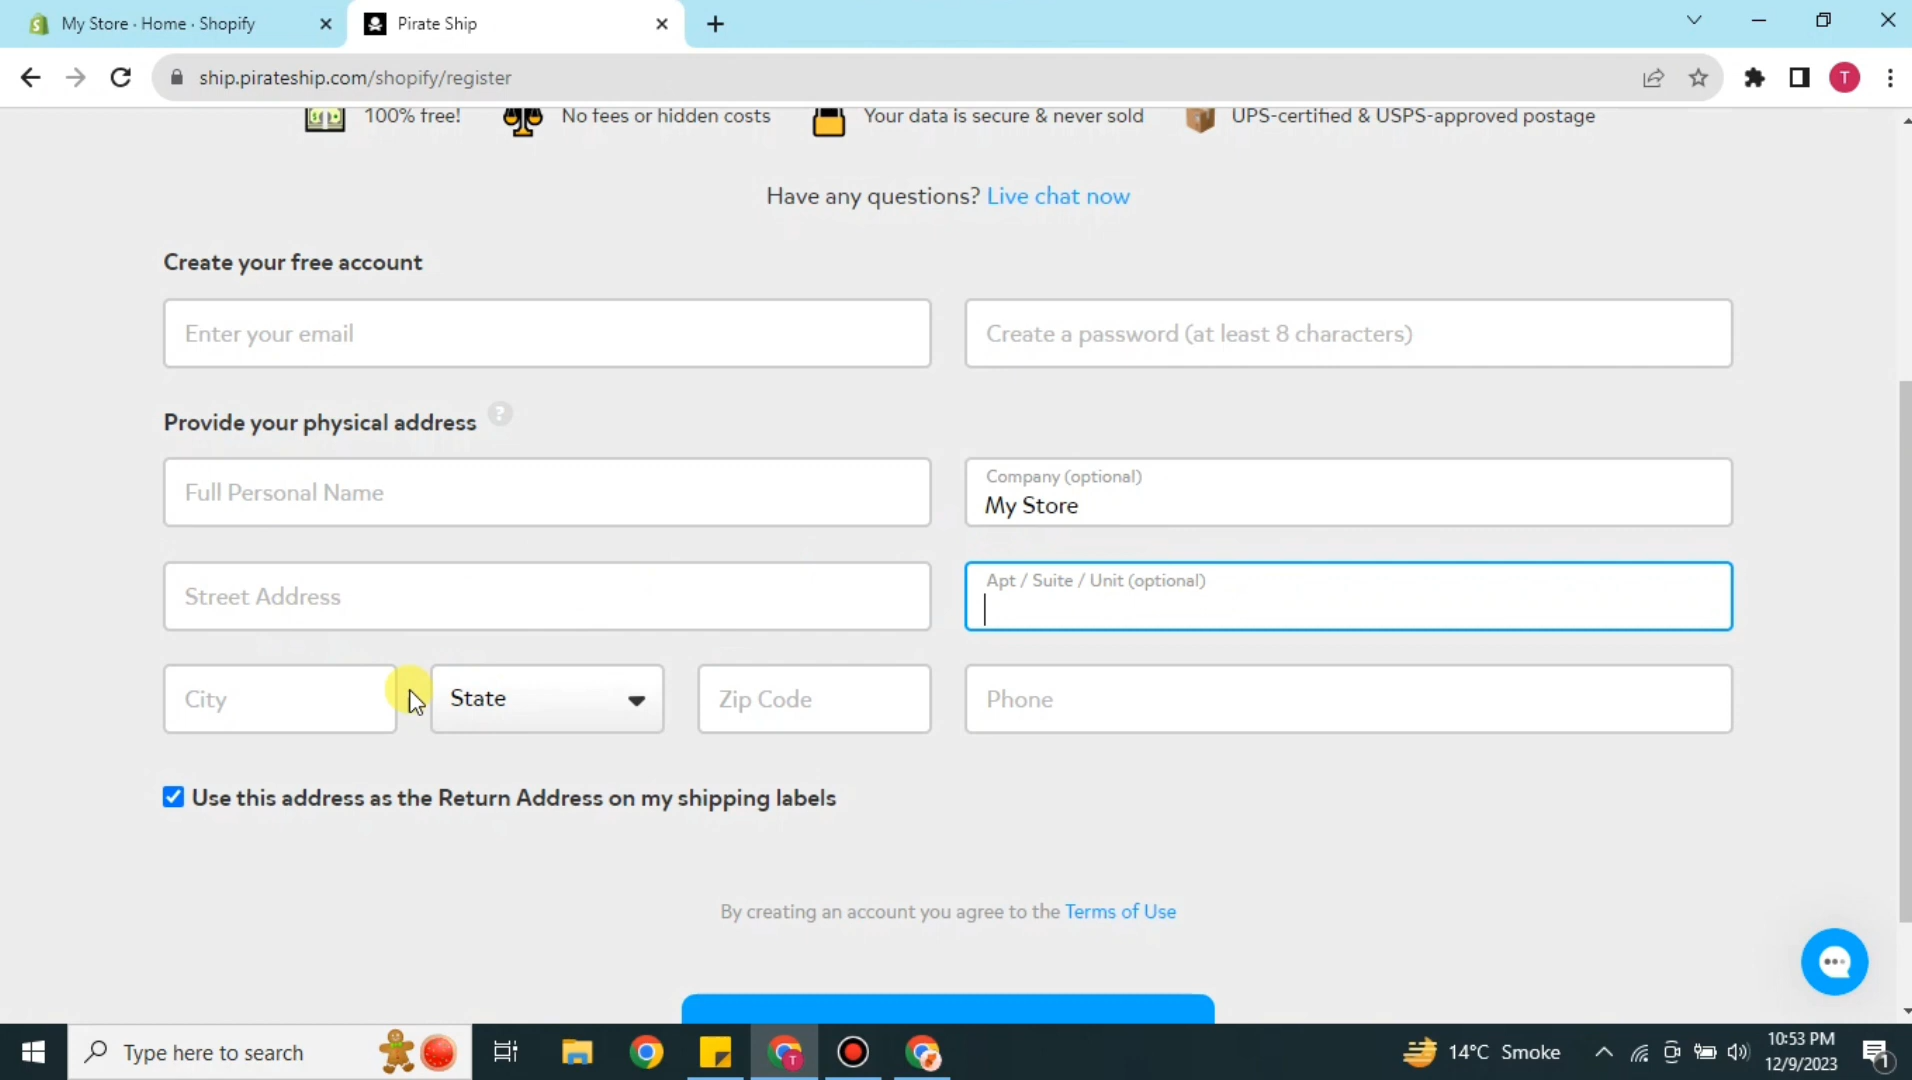 My Store · Home · Shopify
Pirate Ship
ship.pirateship.com/shopify/register
T
100% free!
No fees or hidden costs
Your data is secure & never sold
UPS-certified & USPS-approved postage
Have any questions? Live chat now
Create your free account
Enter your email
Create a password (at least 8 characters)
Provide your physical address ?
Full Personal Name
Company (optional)
My Store
Street Address
Apt / Suite / Unit (optional)
City
State
Zip Code
Phone
Use this address as the Return Address on my shipping labels
By creating an account you agree to the Terms of Use
Type here to search
T
14°C Smoke
10:53 PM
12/9/2023
1